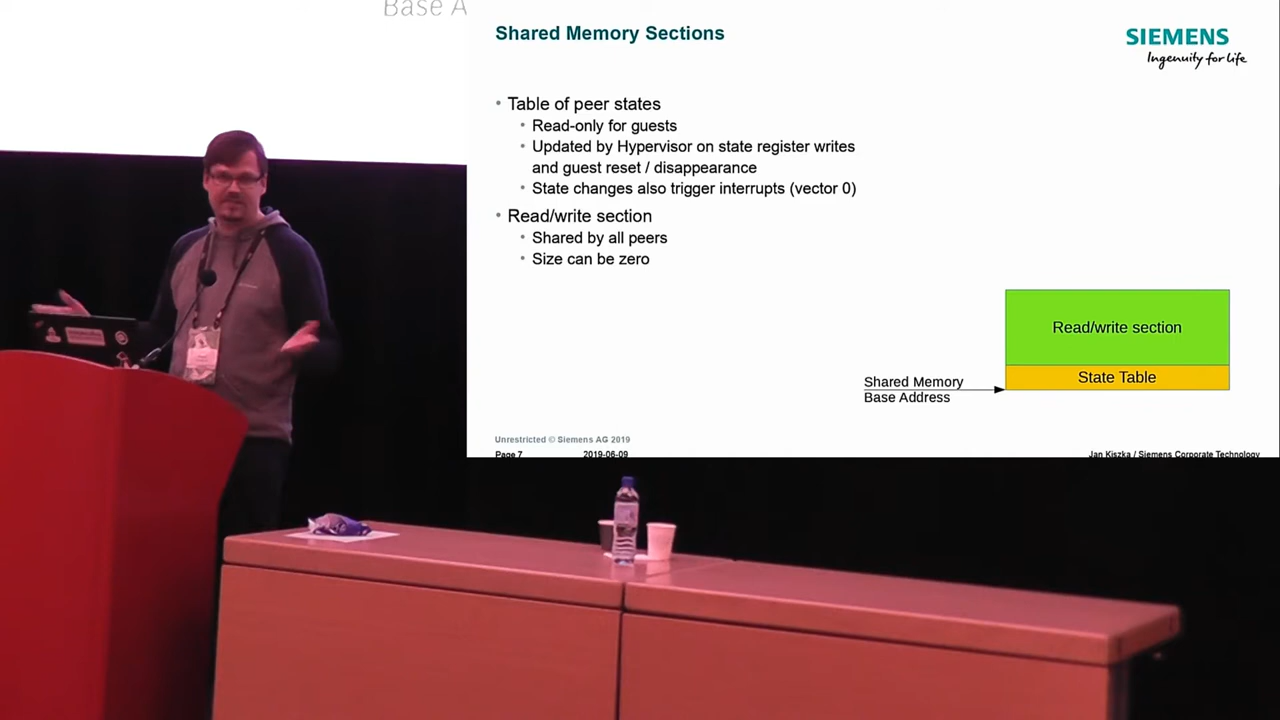 Base A
Shared Memory Sections
SIEMENS
Ingenuity for life
Table of peer states
Read-only for guests
Updated by Hypervisor on state register writes
and guest reset / disappearance
State changes also trigger interrupts (vector 0)
Read/write section
Shared by all peers
Size can be zero
Read/write section
State Table
Shared Memory
Base Address
Unrestricted © Siemens AG 2019
Page 7
2019-06-09
Jan Kiszka / Siemens Corporate Technology